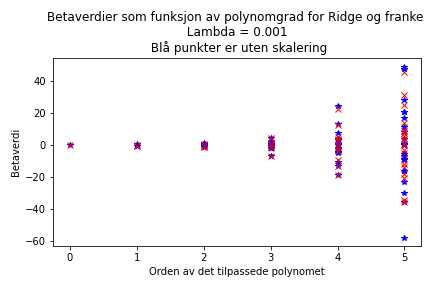 Betaverdier som funksjon av polynomgrad for Ridge og franke
Lambda = 0.001
Blå punkter er uten skalering
40
20
0
−20
−40
−60
Betaverdi
0 1 2 3 4 5
Orden av det tilpassede polynomet